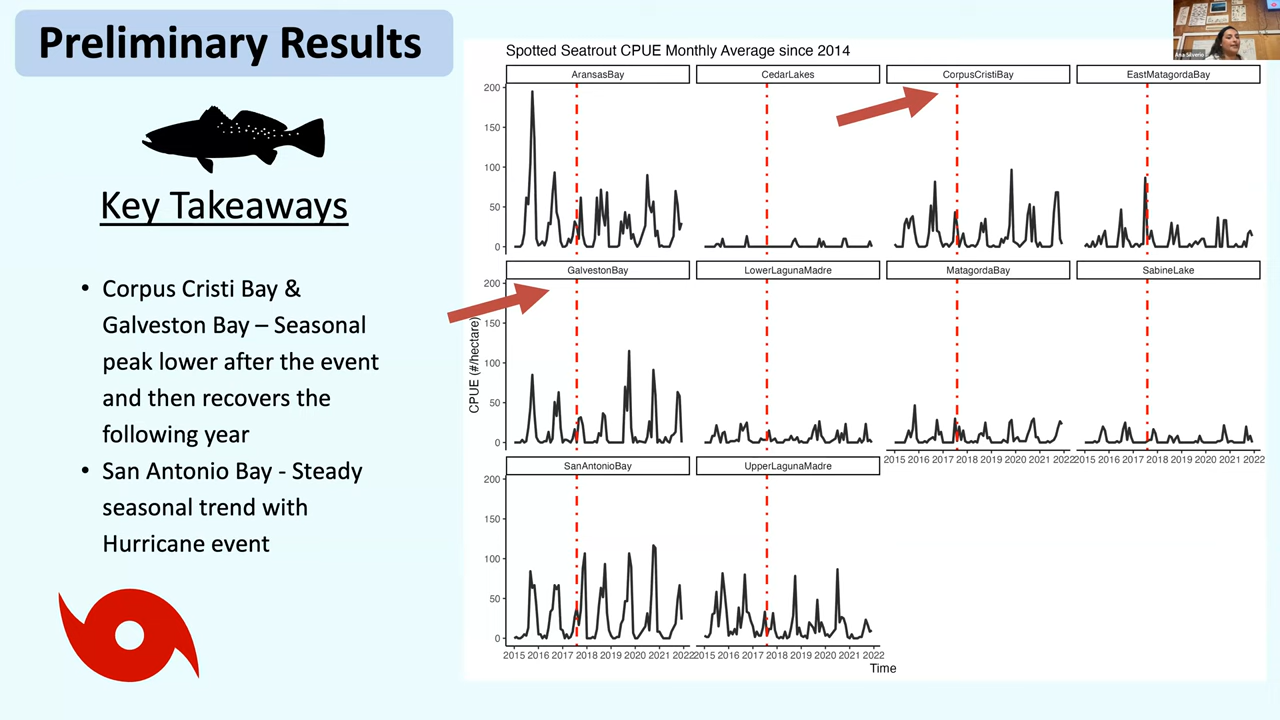 Preliminary Results
Key Takeaways
• Corpus Cristi Bay &
Galveston Bay – Seasonal
peak lower after the event
and then recovers the
following year
• San Antonio Bay - Steady
seasonal trend with
Hurricane event
Spotted Seatrout CPUE Monthly Average since 2014
AransasBay CedarLakes CorpusCristiBay EastMatagordaBay
200
150
100
50
0
GalvestonBay LowerLagunaMadre MatagordaBay SabineLake
200
150
100
50
0
2015 2016 2017 2018 2019 2020 2021 2022 2015 2016 2017 2018 2019 2020 2021 2022
SanAntonioBay UpperLagunaMadre
200
150
100
50
0
2015 2016 2017 2018 2019 2020 2021 2022 2015 2016 2017 2018 2019 2020 2021 2022
CPUE (#/hectare)
Time
Ana Silverio